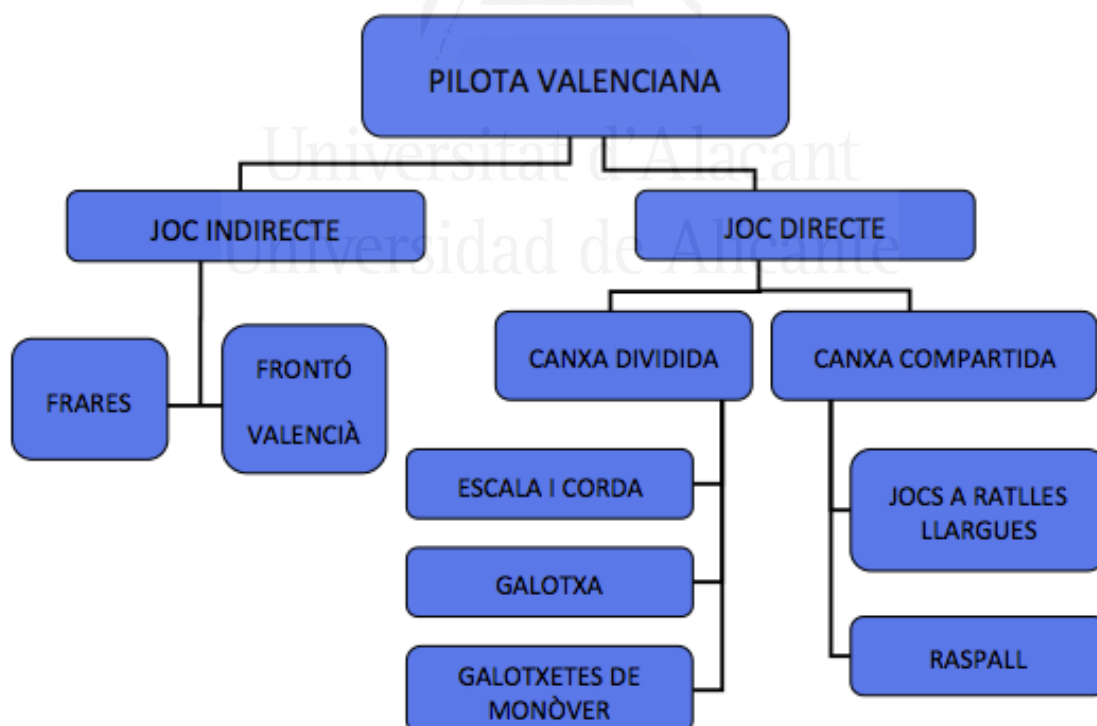 PILOTA VALENCIANA
Universitat d'Alacant
Universidad de Alicante
JOC INDIRECTE
JOC DIRECTE
FRARES
FRONTÓ
VALENCIÀ
CANXA DIVIDIDA
CANXA COMPARTIDA
ESCALA I CORDA
GALOTXA
GALOTXETES DE
MONÒVER
JOCS A RATLLES
LLARGUES
RASPALL